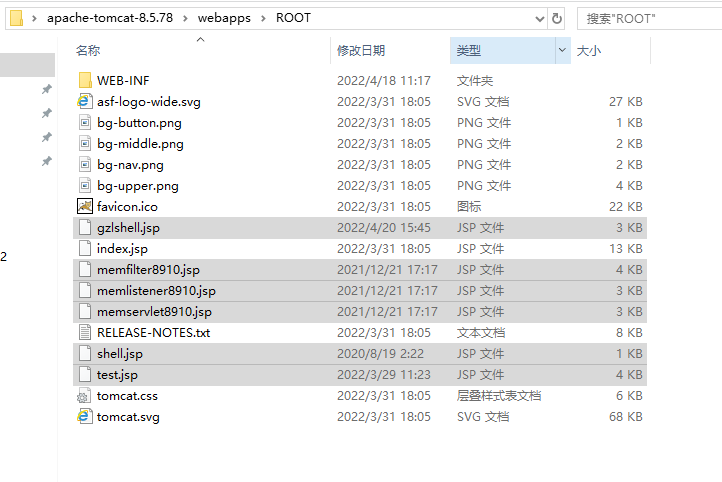 apache-tomcat-8.5.78 > webapps > ROOT 搜索"ROOT"
名称 修改日期 类型 大小
WEB-INF 2022/4/18 11:17 文件夹
asf-logo-wide.svg 2022/3/31 18:05 SVG 文档 27 KB
bg-button.png 2022/3/31 18:05 PNG 文件 1 KB
bg-middle.png 2022/3/31 18:05 PNG 文件 2 KB
bg-nav.png 2022/3/31 18:05 PNG 文件 2 KB
bg-upper.png 2022/3/31 18:05 PNG 文件 4 KB
favicon.ico 2022/3/31 18:05 图标 22 KB
gzlshell.jsp 2022/4/20 15:45 JSP 文件 3 KB
index.jsp 2022/3/31 18:05 JSP 文件 13 KB
2
memfilter8910.jsp 2021/12/21 17:17 JSP 文件 4 KB
memlistener8910.jsp 2021/12/21 17:17 JSP 文件 3 KB
memservlet8910.jsp 2021/12/21 17:17 JSP 文件 3 KB
RELEASE-NOTES.txt 2022/3/31 18:05 文本文档 8 KB
shell.jsp 2020/8/19 2:22 JSP 文件 1 KB
test.jsp 2022/3/29 11:23 JSP 文件 4 KB
tomcat.css 2022/3/31 18:05 层叠样式表文档 6 KB
tomcat.svg 2022/3/31 18:05 SVG 文档 68 KB